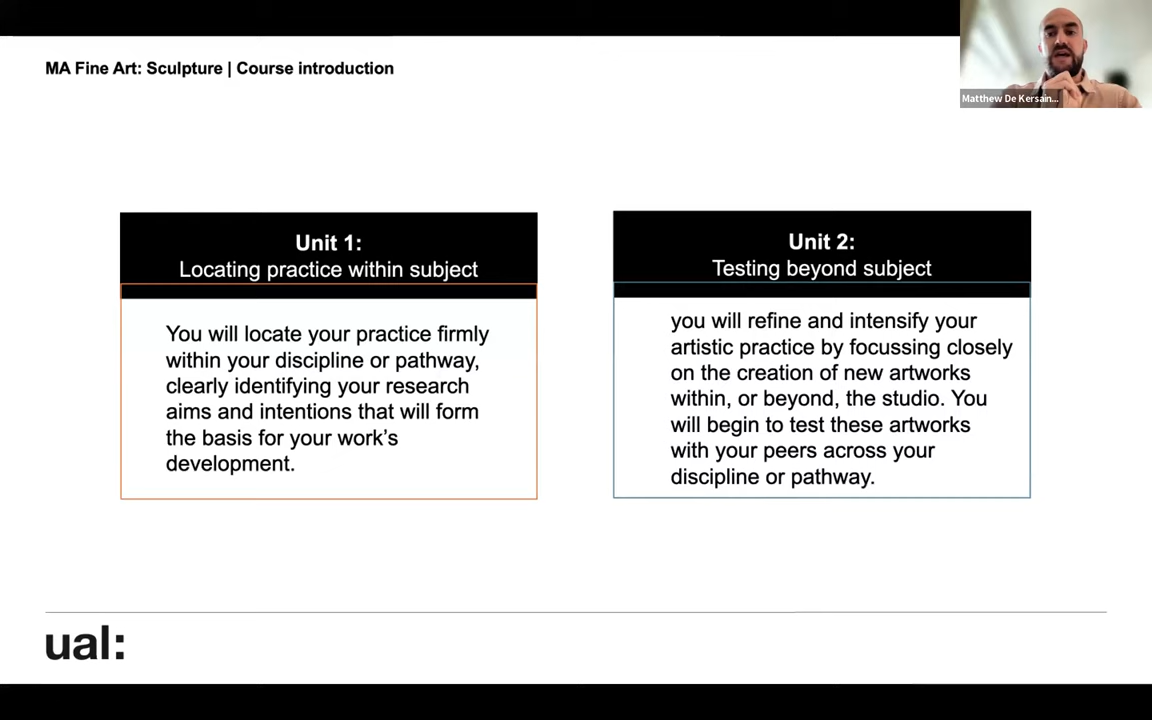 MA Fine Art: Sculpture | Course introduction
Matthew De Kersain...
Unit 1:
Locating practice within subject
You will locate your practice firmly
within your discipline or pathway,
clearly identifying your research
aims and intentions that will form
the basis for your work’s
development.
Unit 2:
Testing beyond subject
you will refine and intensify your
artistic practice by focussing closely
on the creation of new artworks
within, or beyond, the studio. You
will begin to test these artworks
with your peers across your
discipline or pathway.
ual: